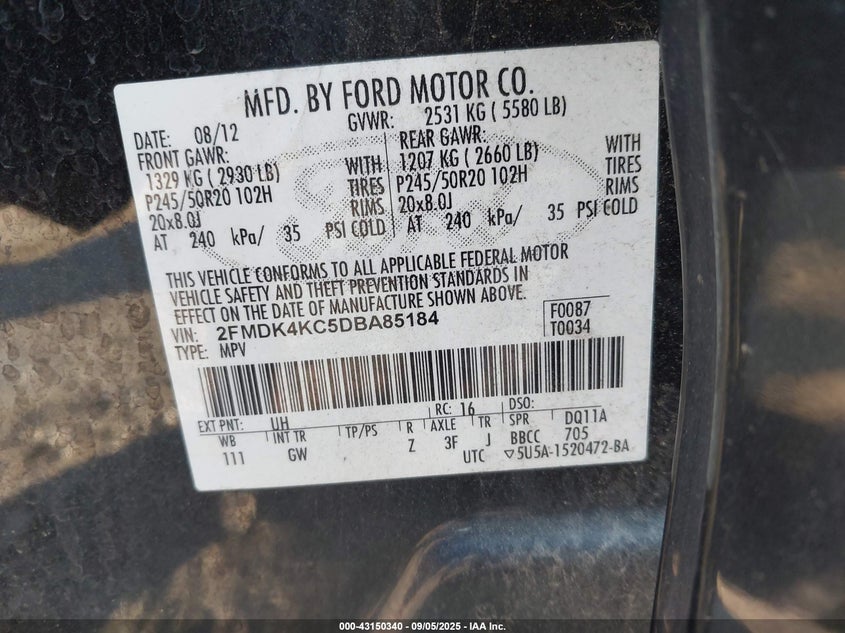 MFD. BY FORD MOTOR CO.
DATE: 08/12 GVWR: 2531 KG ( 5580 LB)
FRONT GAWR: REAR GAWR:
1329 KG ( 2930 LB) WITH 1207 KG ( 2660 LB) WITH
P245/50R20 102H TIRES P245/50R20 102H TIRES
20x8.0J RIMS 20x8.0J RIMS
AT 240 kPa/ 35 PSI COLD AT 240 kPa/ 35 PSI COLD
THIS VEHICLE CONFORMS TO ALL APPLICABLE FEDERAL MOTOR
VEHICLE SAFETY AND THEFT PREVENTION STANDARDS IN
EFFECT ON THE DATE OF MANUFACTURE SHOWN ABOVE.
VIN: 2FMDK4KC5DBA85184 F0087
TYPE: MPV T0034
EXT PNT: UH RC: 16 DSO:
WB INT TR TP/PS R AXLE TR SPR DQ11A
111 GW Z 3F J BBCC 705
UTC ▽5U5A-1520472-BA
000-43150340 - 09/05/2025 - IAA Inc.